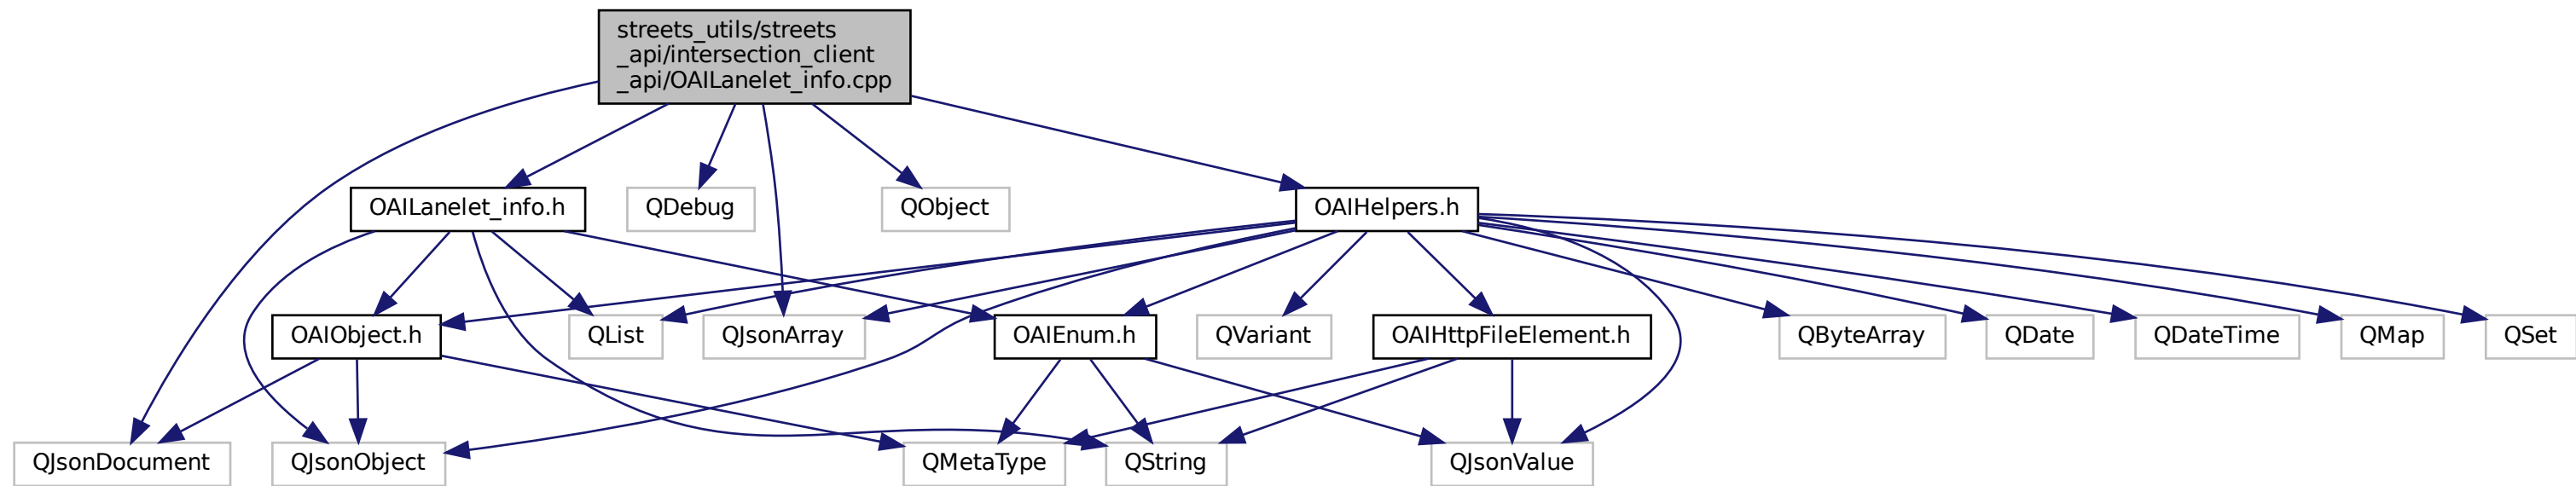 streets_utils/streets
_api/intersection_client
_api/OAILanelet_info.cpp
OAILanelet_info.h
QDebug
QObject
OAIHelpers.h
OAIObject.h
QList
QJsonArray
OAIEnum.h
QVariant
OAIHttpFileElement.h
QByteArray
QDate
QDateTime
QMap
QSet
QJsonDocument
QJsonObject
QMetaType
QString
QJsonValue